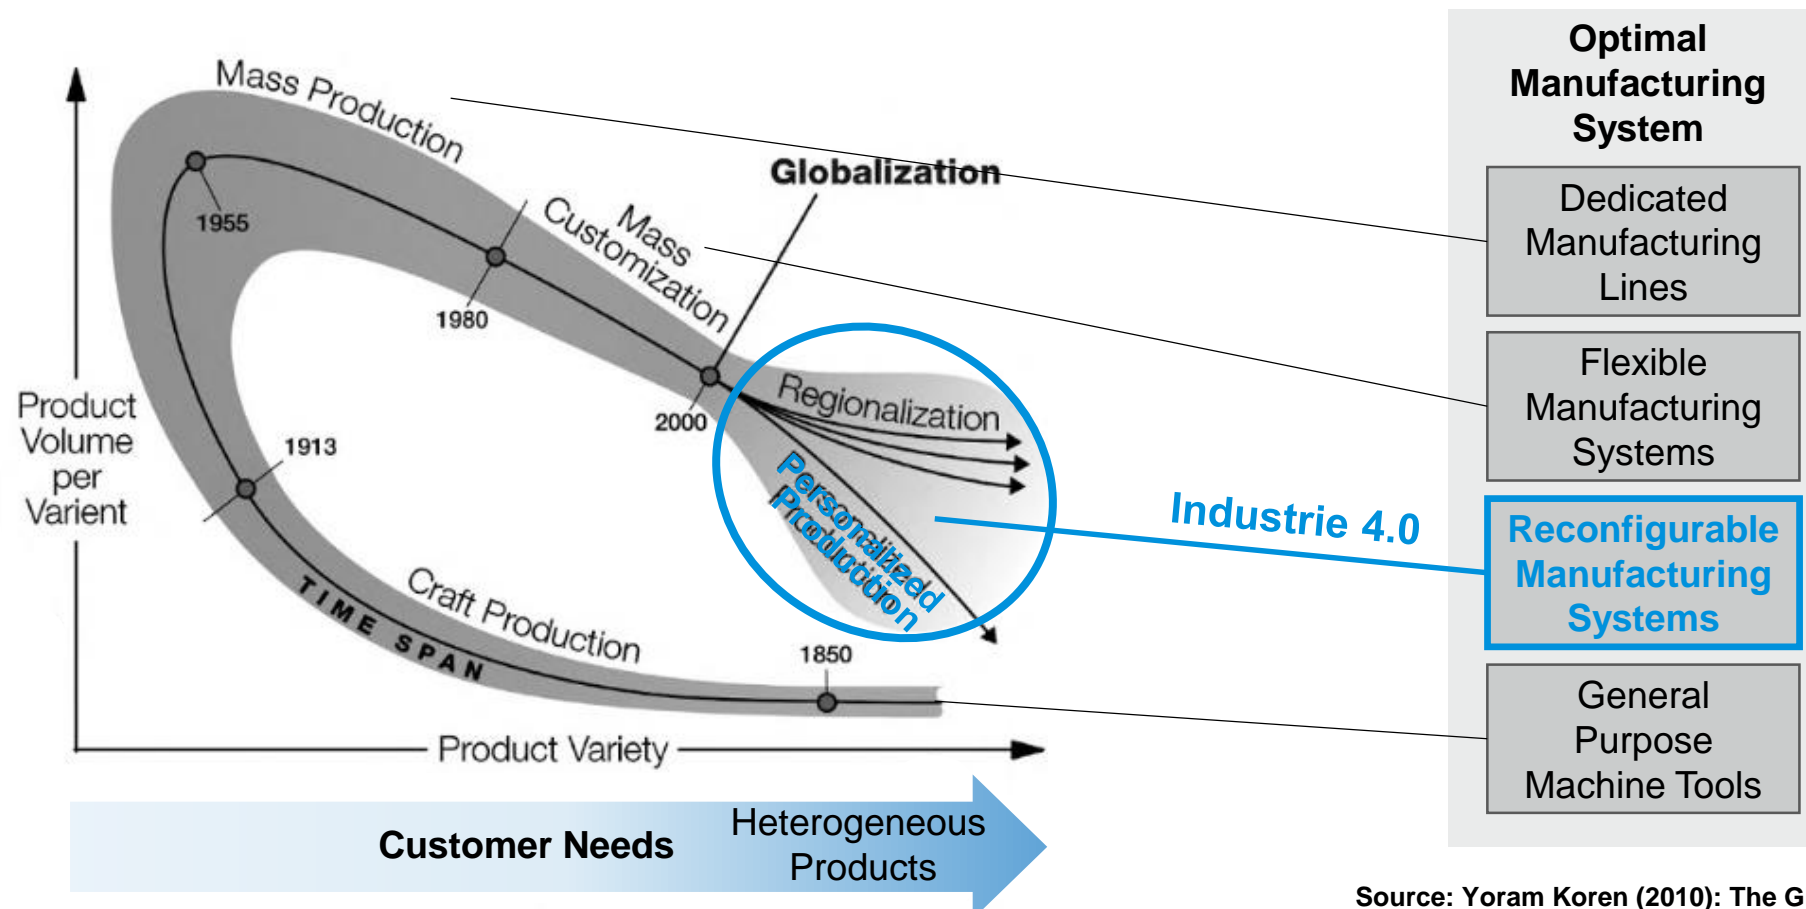 Mass Production
1955
1980
Mass
Customization
Globalization
2000
Regionalization
Personalized
Production
1913
Craft Production
TIME SPAN
1850
Product
Volume
per
Varient
Product Variety
Customer Needs
Heterogeneous
Products
Industrie 4.0
Optimal
Manufacturing
System
Dedicated
Manufacturing
Lines
Flexible
Manufacturing
Systems
Reconfigurable
Manufacturing
Systems
General
Purpose
Machine Tools
Source: Yoram Koren (2010): The G